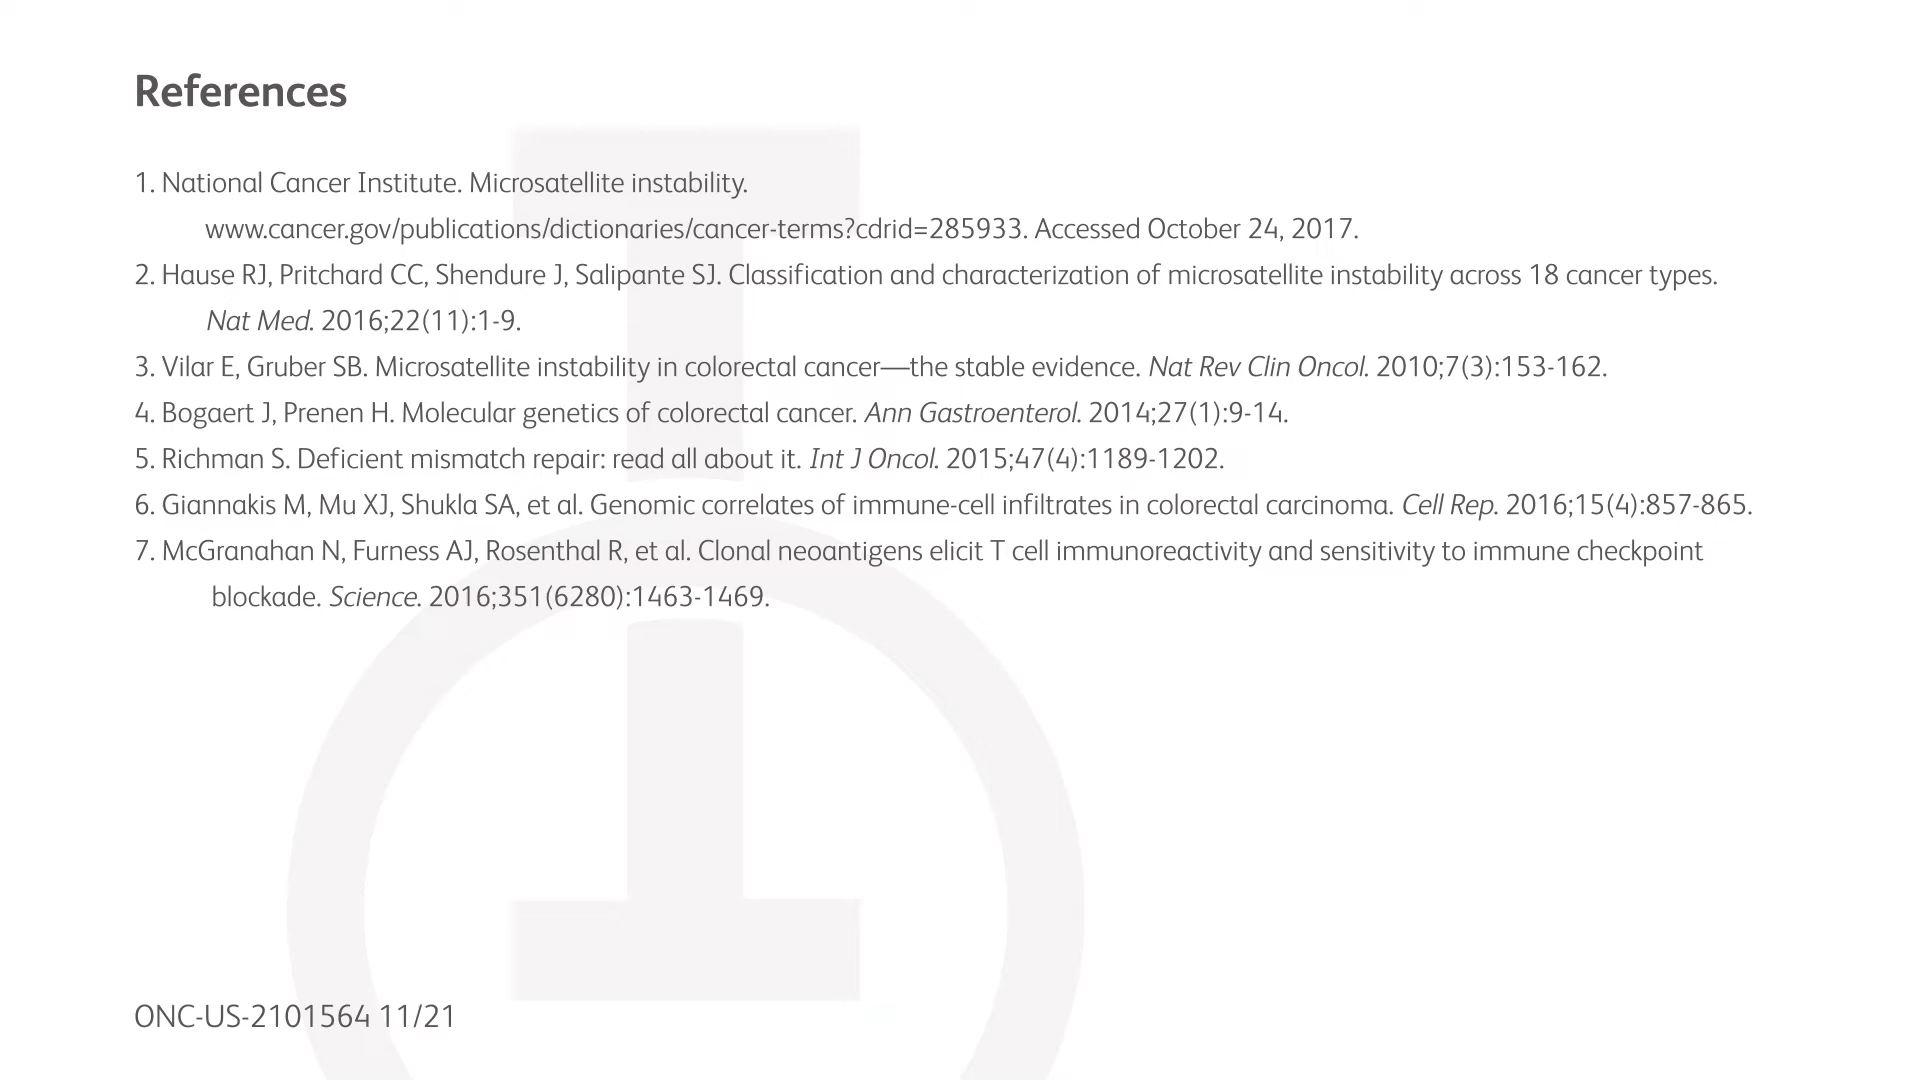 References
1. National Cancer Institute. Microsatellite instability.
www.cancer.gov/publications/dictionaries/cancer-terms?cdrid=285933. Accessed October 24, 2017.
2. Hause RJ, Pritchard CC, Shendure J, Salipante SJ. Classification and characterization of microsatellite instability across 18 cancer types.
Nat Med. 2016;22(11):1-9.
3. Vilar E, Gruber SB. Microsatellite instability in colorectal cancer—the stable evidence. Nat Rev Clin Oncol. 2010;7(3):153-162.
4. Bogaert J, Prenen H. Molecular genetics of colorectal cancer. Ann Gastroenterol. 2014;27(1):9-14.
5. Richman S. Deficient mismatch repair: read all about it. Int J Oncol. 2015;47(4):1189-1202.
6. Giannakis M, Mu XJ, Shukla SA, et al. Genomic correlates of immune-cell infiltrates in colorectal carcinoma. Cell Rep. 2016;15(4):857-865.
7. McGranahan N, Furness AJ, Rosenthal R, et al. Clonal neoantigens elicit T cell immunoreactivity and sensitivity to immune checkpoint
blockade. Science. 2016;351(6280):1463-1469.
ONC-US-2101564 11/21